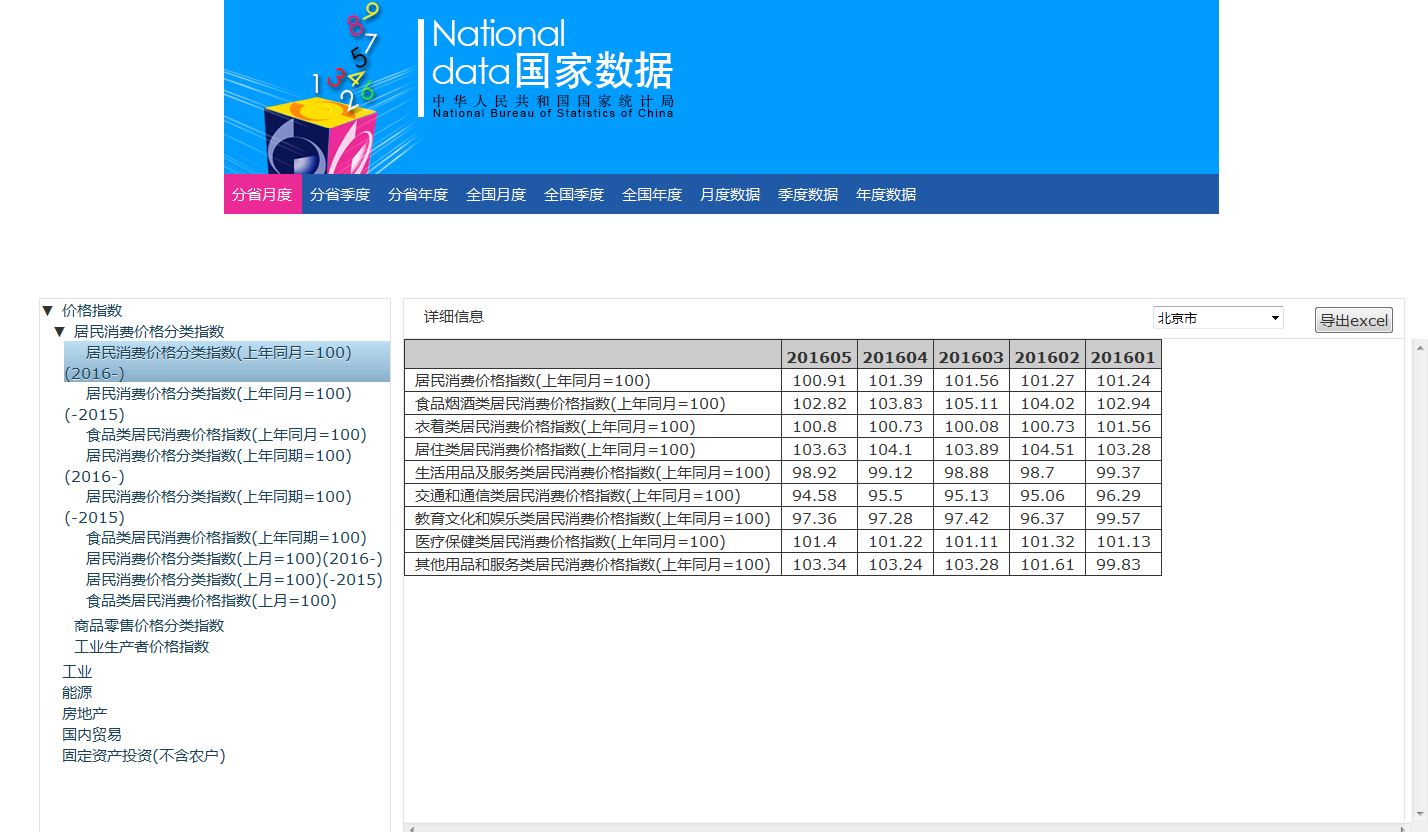 9
8
7
5
1 3 4 6
2
National
data国家数据
中华人民共和国国家统计局
National Bureau of Statistics of China
分省月度 分省季度 分省年度 全国月度 全国季度 全国年度 月度数据 季度数据 年度数据
▼ 价格指数
▼ 居民消费价格分类指数
居民消费价格分类指数(上年同月=100)
(2016-)
居民消费价格分类指数(上年同月=100)
(-2015)
食品类居民消费价格指数(上年同月=100)
居民消费价格分类指数(上年同期=100)
(2016-)
居民消费价格分类指数(上年同期=100)
(-2015)
食品类居民消费价格指数(上年同期=100)
居民消费价格分类指数(上月=100)(2016-)
居民消费价格分类指数(上月=100)(-2015)
食品类居民消费价格指数(上月=100)
商品零售价格分类指数
工业生产者价格指数
工业
能源
房地产
国内贸易
固定资产投资(不含农户)
详细信息 北京市 导出excel
201605 201604 201603 201602 201601
居民消费价格指数(上年同月=100) 100.91 101.39 101.56 101.27 101.24
食品烟酒类居民消费价格指数(上年同月=100) 102.82 103.83 105.11 104.02 102.94
衣着类居民消费价格指数(上年同月=100) 100.8 100.73 100.08 100.73 101.56
居住类居民消费价格指数(上年同月=100) 103.63 104.1 103.89 104.51 103.28
生活用品及服务类居民消费价格指数(上年同月=100) 98.92 99.12 98.88 98.7 99.37
交通和通信类居民消费价格指数(上年同月=100) 94.58 95.5 95.13 95.06 96.29
教育文化和娱乐类居民消费价格指数(上年同月=100) 97.36 97.28 97.42 96.37 99.57
医疗保健类居民消费价格指数(上年同月=100) 101.4 101.22 101.11 101.32 101.13
其他用品和服务类居民消费价格指数(上年同月=100) 103.34 103.24 103.28 101.61 99.83